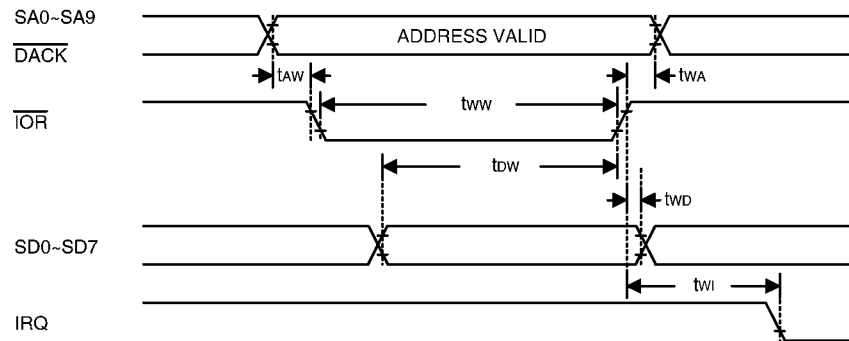 SA0~SA9
ADDRESS VALID
DACK
tAW
tWA
IOR
tWW
tDW
tWD
SD0~SD7
tWI
IRQ